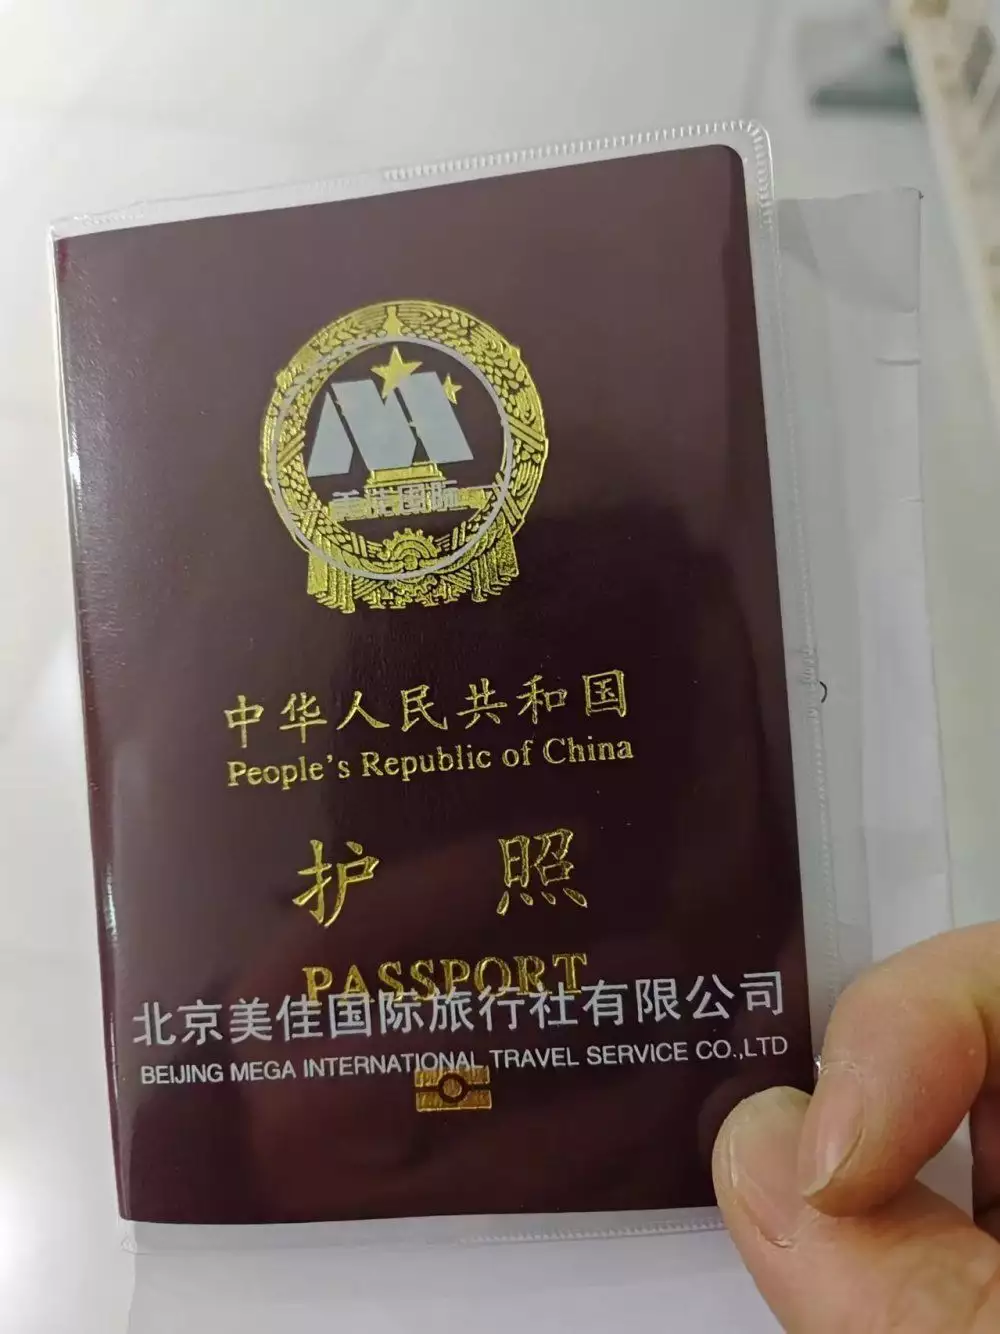 美佳国际
中华人民共和国
People's Republic of China
护照
PASSPORT
北京美佳国际旅行社有限公司
BEIJING MEGA INTERNATIONAL TRAVEL SERVICE CO.,LTD